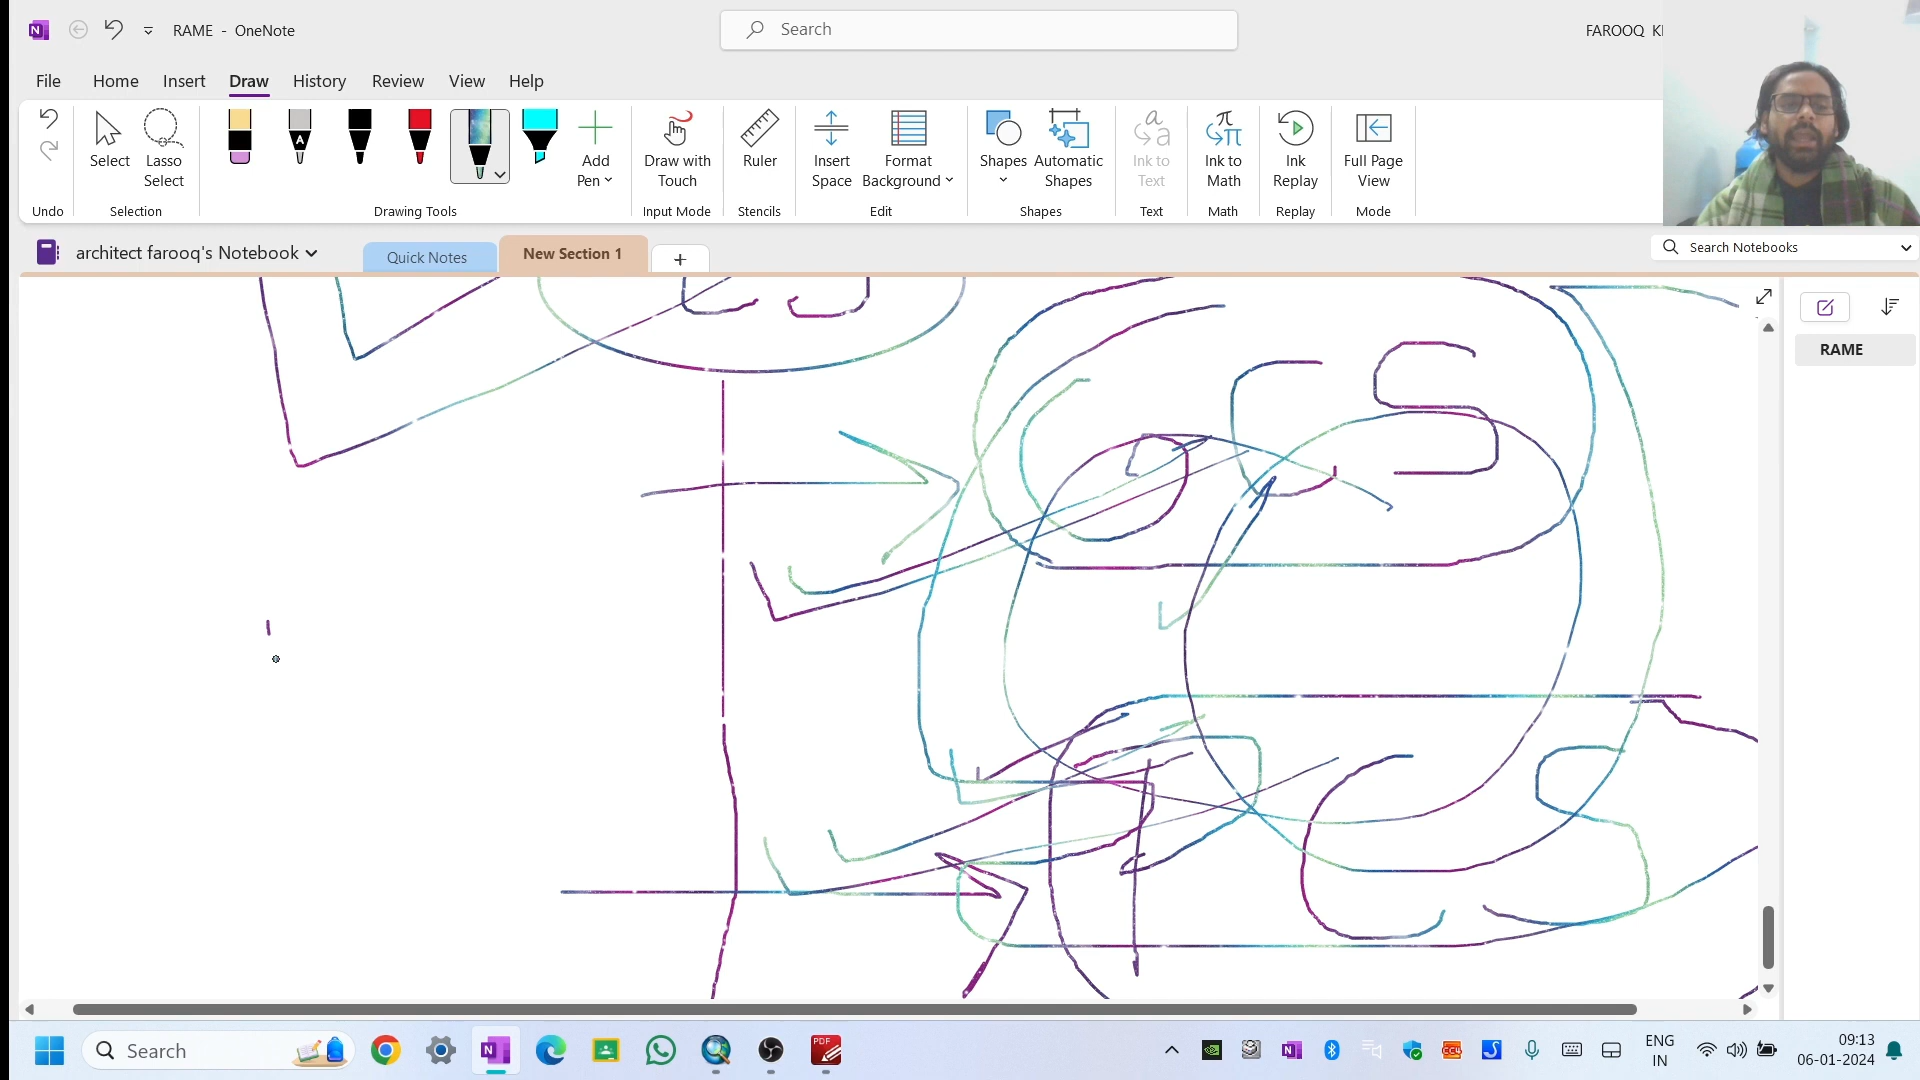 RAME - OneNote
Search
FAROOQ
File Home Insert Draw History Review View Help
Select
Lasso Select
Add Pen
Draw with Touch
Ruler
Insert Space
Format Background
Shapes
Automatic Shapes
Ink to Text
Ink to Math
Ink Replay
Full Page View
Undo Selection Drawing Tools Input Mode Stencils Edit Shapes Text Math Replay Mode
architect farooq's Notebook
Quick Notes
New Section 1
Search Notebooks
RAME
CS
CS
Search
PDF
ENG
IN
09:13
06-01-2024